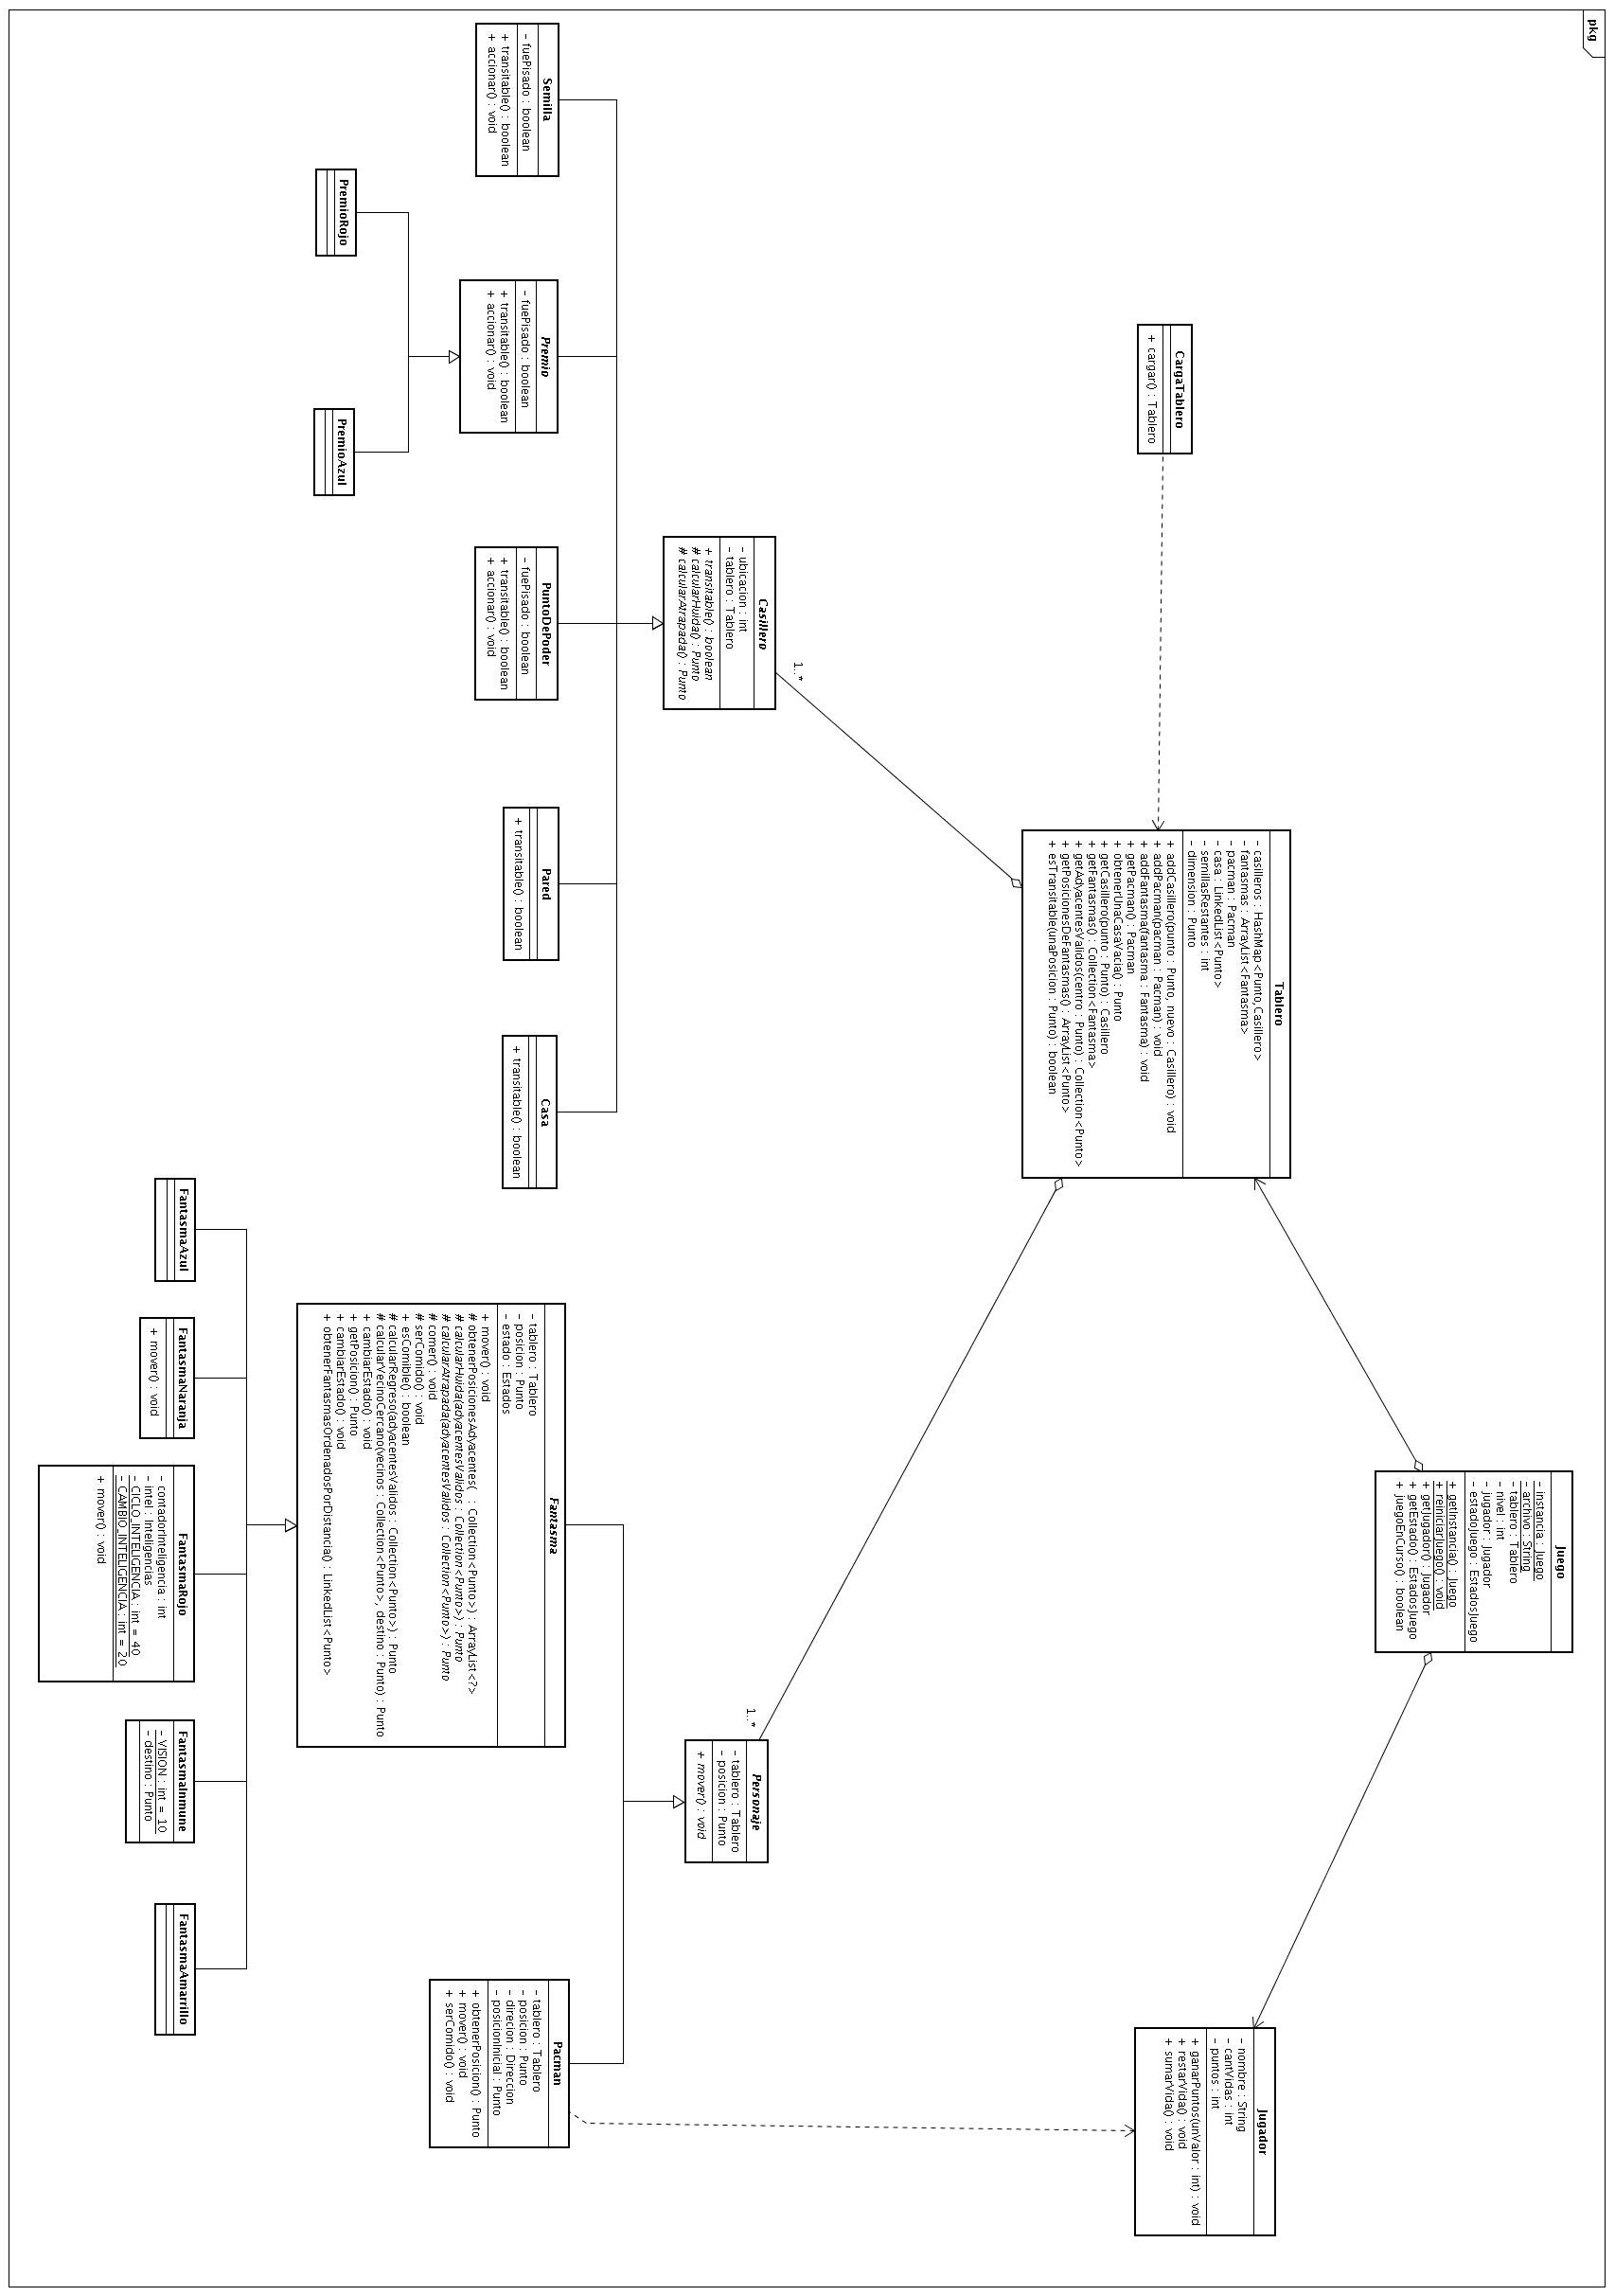 pkg
Juego
- instancia : Juego
- archivo : String
- tablero : Tablero
- nivel : int
- jugador : Jugador
- estadoJuego : EstadosJuego
+ getInstancia() : Juego
+ reiniciarJuego() : void
+ getJugador() : Jugador
+ getEstado() : EstadosJuego
+ juegoEnCurso() : boolean
CargaTablero
+ cargar() : Tablero
Tablero
- casilleros : HashMap<Punto,Casillero>
- fantasmas : ArrayList<Fantasma>
- pacman : Pacman
- casa : LinkedList<Punto>
- semillasRestantes : int
- dimension : Punto
+ addCasillero(punto : Punto, nuevo : Casillero) : void
+ addPacman(pacman : Pacman) : void
+ addFantasma(fantasma : Fantasma) : void
+ getPacman() : Pacman
+ obtenerUnaCasaVacia() : Punto
+ getCasillero(punto : Punto) : Casillero
+ getFantasmas() : Collection<Fantasma>
+ getAdyacentesValidos(centro : Punto) : Collection<Punto>
+ getPosicionesDeFantasmas() : ArrayList<Punto>
+ esTransitable(unaPosicion : Punto) : boolean
Jugador
- nombre : String
- cantVidas : int
- puntos : int
+ ganarPuntos(unValor : int) : void
+ restarVida() : void
+ sumarVida() : void
1..*
1..*
Casillero
- ubicacion : int
- tablero : Tablero
+ transitable() : boolean
# calcularHuida() : Punto
# calcularAtrapada() : Punto
Personaje
- tablero : Tablero
- posicion : Punto
+ mover() : void
Semilla
- fuePisado : boolean
+ transitable() : boolean
+ accionar() : void
Premio
- fuePisado : boolean
+ transitable() : boolean
+ accionar() : void
PuntoDePoder
- fuePisado : boolean
+ transitable() : boolean
+ accionar() : void
Pared
+ transitable() : boolean
Casa
+ transitable() : boolean
Fantasma
- tablero : Tablero
- posicion : Punto
- estado : Estados
+ mover() : void
# obtenerPosicionesAdyacentes( : Collection<Punto>) : ArrayList<?>
# calcularHuida(adyacentesValidos : Collection<Punto>) : Punto
# calcularAtrapada(adyacentesValidos : Collection<Punto>) : Punto
# comer() : void
# serComido() : void
+ esComible() : boolean
# calcularRegreso(adyacentesValidos : Collection<Punto>) : Punto
# calcularVecinoCercano(vecinos : Collection<Punto>, destino : Punto) : Punto
+ cambiarEstado() : void
+ getPosicion() : Punto
+ cambiarEstado() : void
+ obtenerFantasmasOrdenadosPorDistancia() : LinkedList<Punto>
Pacman
- tablero : Tablero
- posicion : Punto
- direcion : Direccion
- posicionInicial : Punto
+ obtenerPosicion() : Punto
+ mover() : void
+ serComido() : void
PremioRojo
PremioAzul
FantasmaAzul
FantasmaNaranja
+ mover() : void
FantasmaRojo
- contadorInteligencia : int
- intel : Inteligencias
- CICLO_INTELIGENCIA : int = 40
- CAMBIO_INTELIGENCIA : int = 20
+ mover() : void
FantasmaInmune
- VISION : int = 10
- destino : Punto
FantasmaAmarrillo